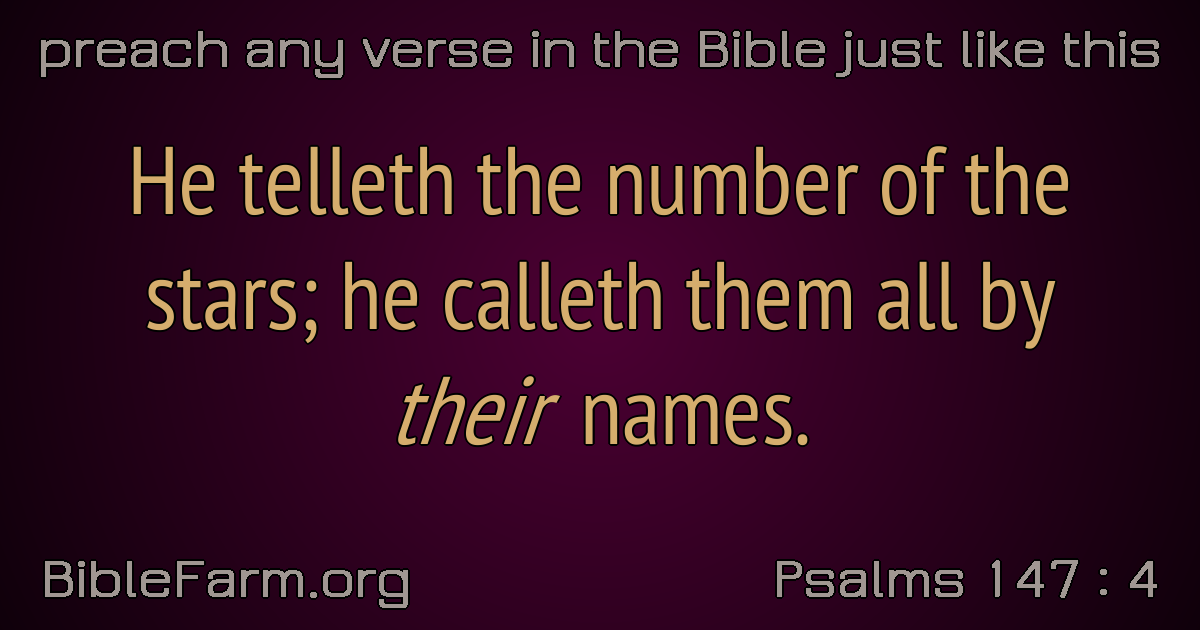 preach any verse in the Bible just like this
He telleth the number of the
stars; he calleth them all by
their names.
BibleFarm.org
Psalms 147 : 4